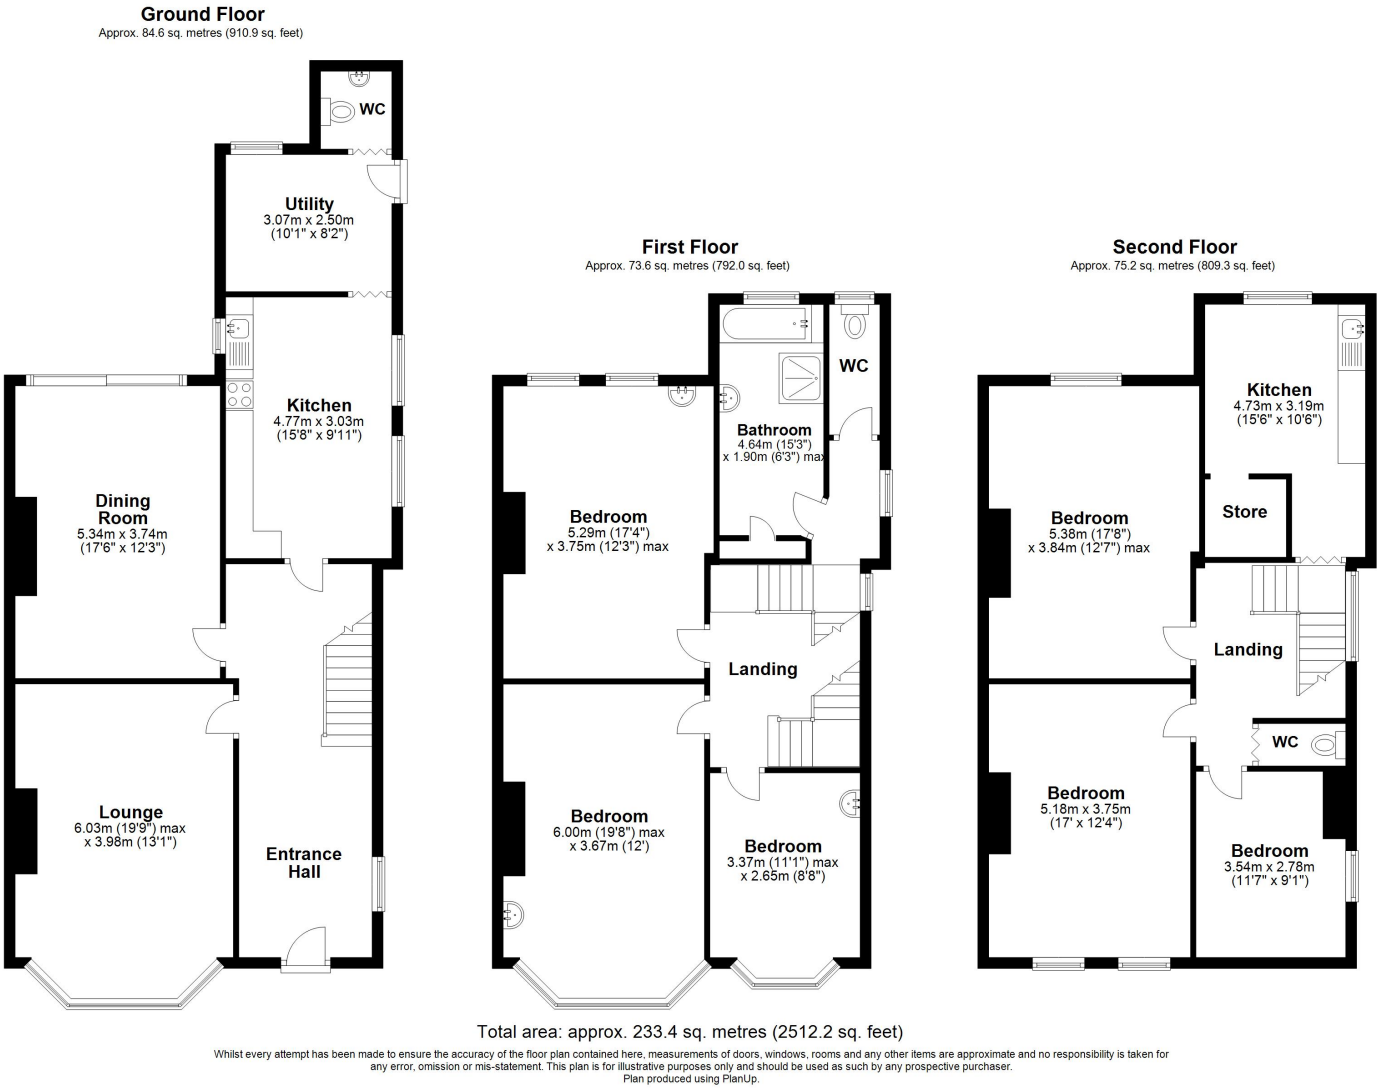 Ground Floor
Approx. 84.6 sq. metres (910.9 sq. feet)
WC
Utility
3.07m x 2.50m
(10'1" x 8'2")
Kitchen
4.77m x 3.03m
(15'8" x 9'11")
Dining
Room
5.34m x 3.74m
(17'6" x 12'3")
Lounge
6.03m (19'9") max
x 3.98m (13'1")
Entrance
Hall
First Floor
Approx. 73.6 sq. metres (792.0 sq. feet)
WC
Bathroom
4.64m (15'3")
x 1.90m (6'3") max
Bedroom
5.29m (17'4")
x 3.75m (12'3") max
Landing
Bedroom
6.00m (19'8") max
x 3.67m (12')
Bedroom
3.37m (11'1") max
x 2.65m (8'8")
Second Floor
Approx. 75.2 sq. metres (809.3 sq. feet)
Kitchen
4.73m x 3.19m
(15'6" x 10'6")
Store
Bedroom
5.38m (17'8")
x 3.84m (12'7") max
Landing
WC
Bedroom
5.18m x 3.75m
(17' x 12'4")
Bedroom
3.54m x 2.78m
(11'7" x 9'1")
Total area: approx. 233.4 sq. metres (2512.2 sq. feet)
Whilst every attempt has been made to ensure the accuracy of the floor plan contained here, measurements of doors, windows, rooms and any other items are approximate and no responsibility is taken for
any error, omission or mis-statement. This plan is for illustrative purposes only and should be used as such by any prospective purchaser.
Plan produced using PlanUp.